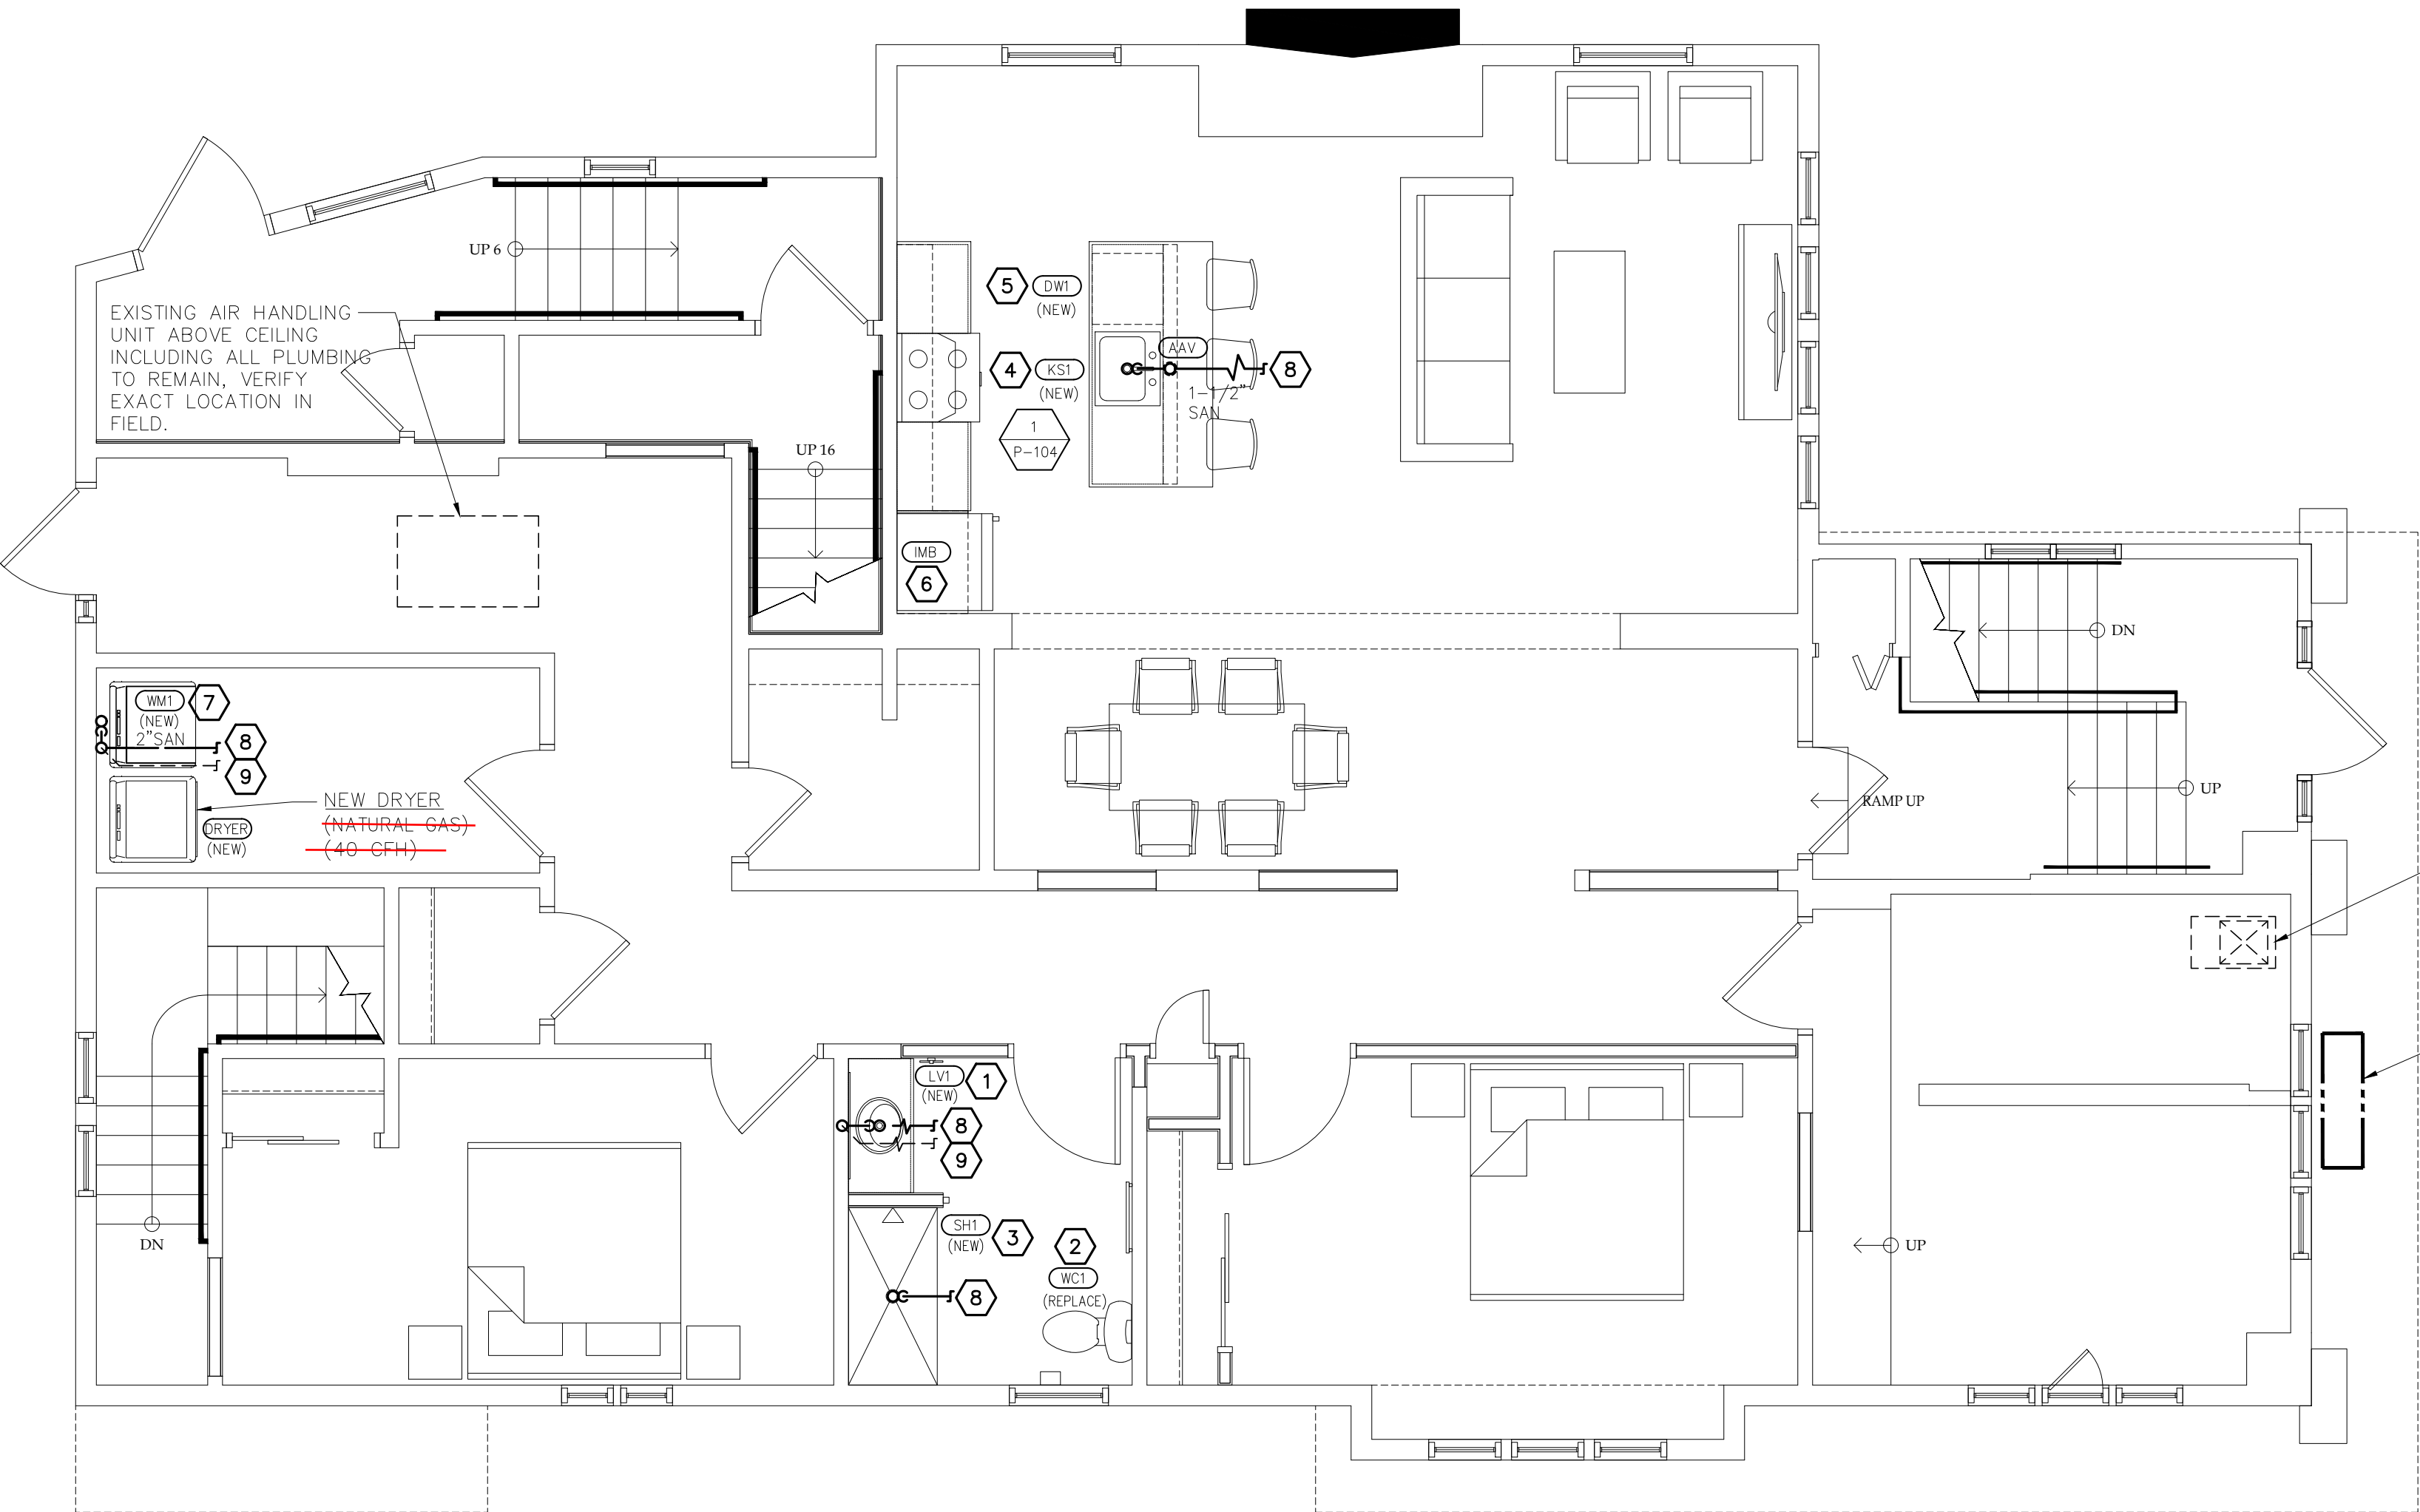 UP 6
EXISTING AIR HANDLING
UNIT ABOVE CEILING
INCLUDING ALL PLUMBING
TO REMAIN, VERIFY
EXACT LOCATION IN
FIELD.
UP 16
5
DW1
(NEW)
4
KS1
(NEW)
1
P-104
AAV
8
1-1/2"
SAN
IMB
6
DN
UP
RAMP UP
WM1
7
(NEW)
2"SAN
8
9
NEW DRYER
(NATURAL GAS)
(40 CFH)
DRYER
(NEW)
LV1
1
(NEW)
8
9
SH1
3
(NEW)
8
2
WC1
(REPLACE)
DN
UP